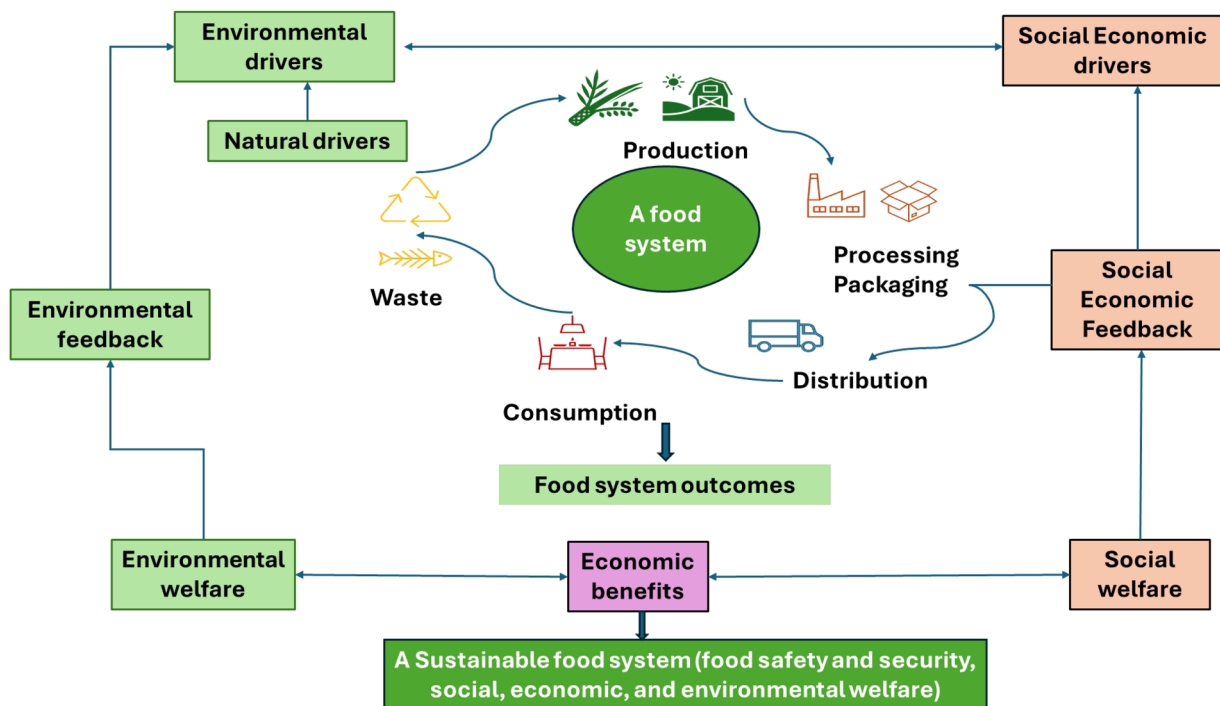 Environmental
drivers
Social Economic
drivers
Natural drivers
Production
A food
system
Processing
Packaging
Waste
Environmental
feedback
Social
Economic
Feedback
Distribution
Consumption
Food system outcomes
Environmental
welfare
Economic
benefits
Social
welfare
A Sustainable food system (food safety and security,
social, economic, and environmental welfare)